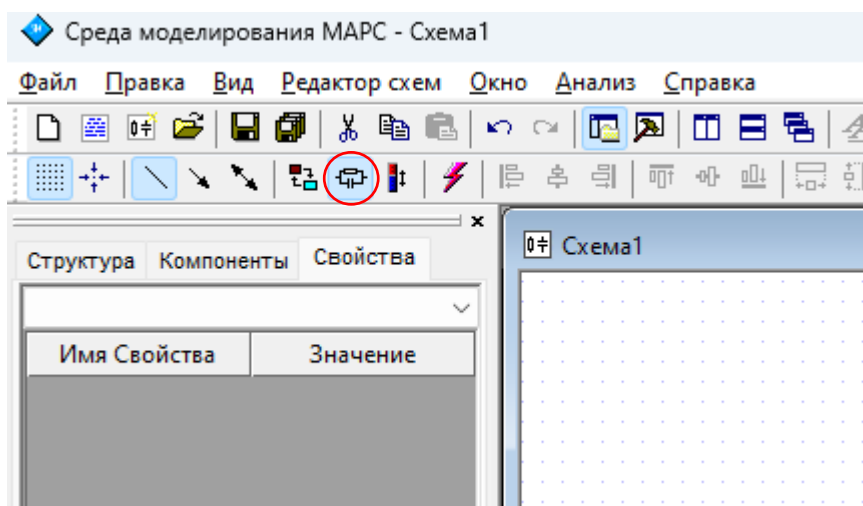 Среда моделирования МАРС - Схема1
Файл Правка Вид Редактор схем Окно Анализ Справка
Структура Компоненты Свойства
Схема1
Имя Свойства Значение